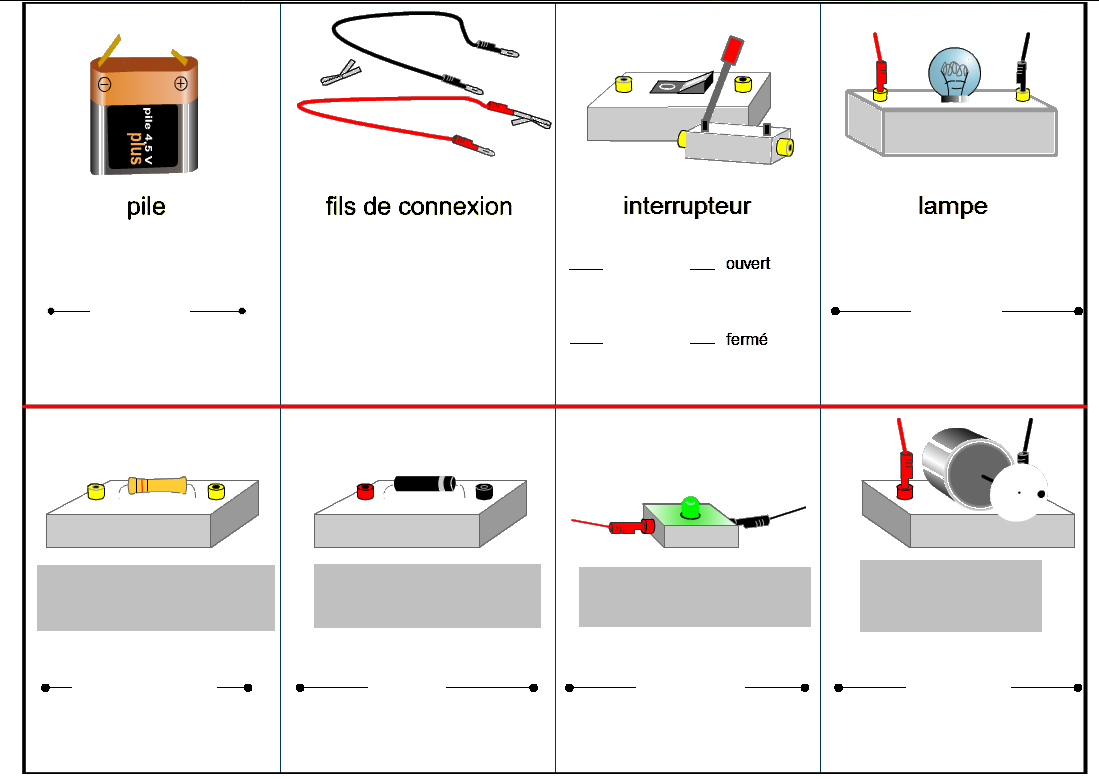 pile 4,5 V
plus
pile
fils de connexion
interrupteur
lampe
ouvert
fermé